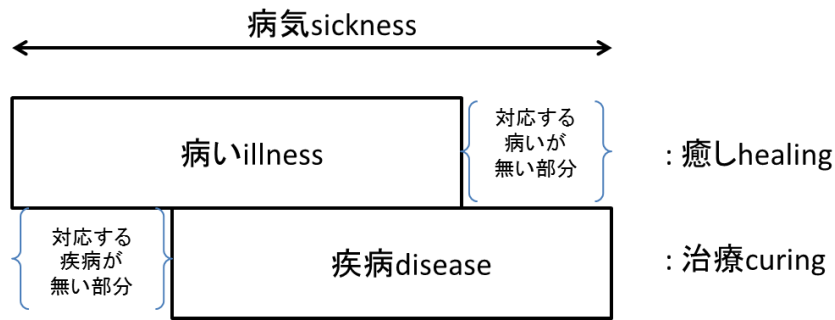 病気sickness
病いillness
対応する
病いが
無い部分
: 癒しhealing
対応する
疾病が
無い部分
疾病disease
: 治療curing